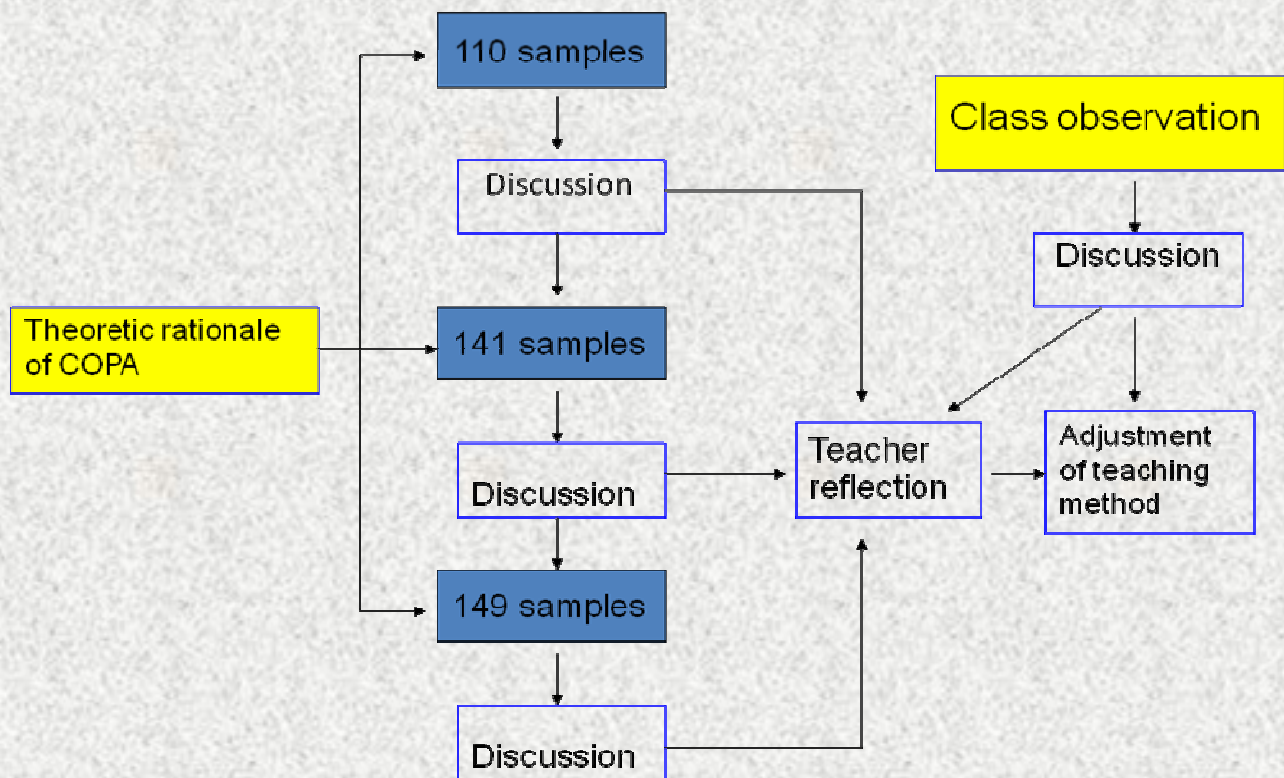 110 samples
Class observation
Discussion
Discussion
Theoretic rationale
of COPA
141 samples
Teacher
reflection
Adjustment
of teaching
method
Discussion
149 samples
Discussion